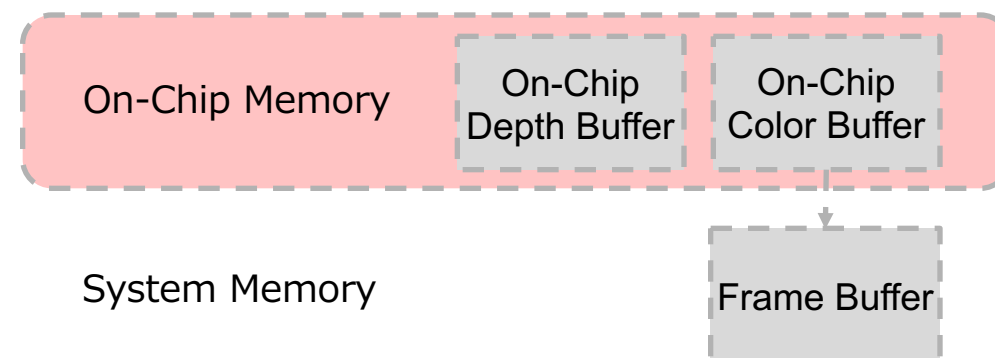 On-Chip Memory
On-Chip
Depth Buffer
On-Chip
Color Buffer
System Memory
Frame Buffer